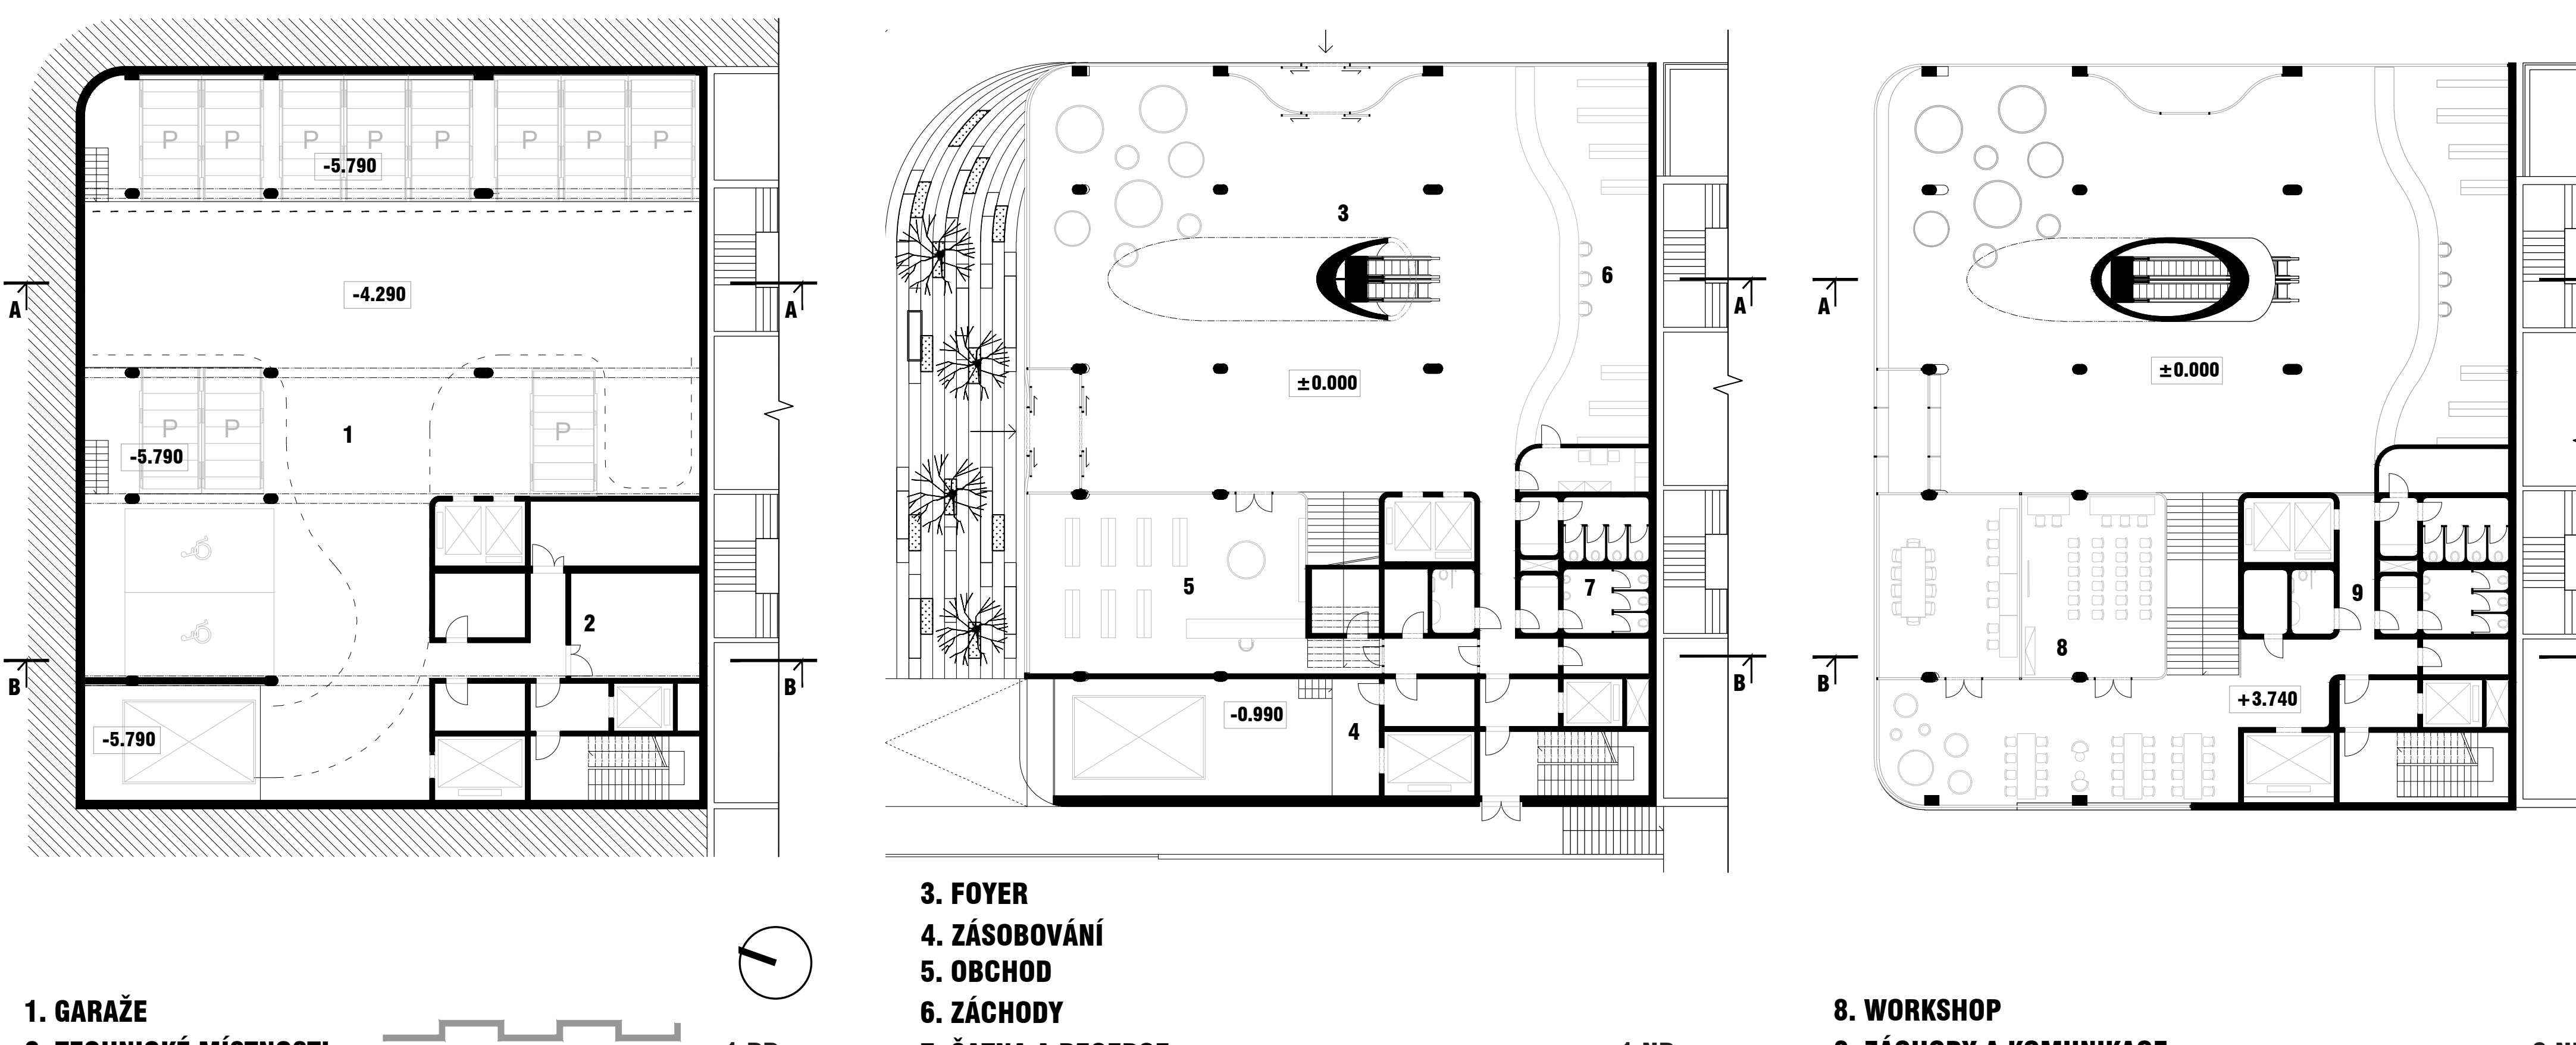 P P P P P P P P
-5.790
A A
-4.290
P P P
1
-5.790
2
B B
-5.790
3
6
A A
±0.000
5
7
B B
-0.990
4
A
±0.000
9
8
B
+3.740
3. FOYER
4. ZÁSOBOVÁNÍ
5. OBCHOD
6. ZÁCHODY
1. GARAŽE
8. WORKSHOP